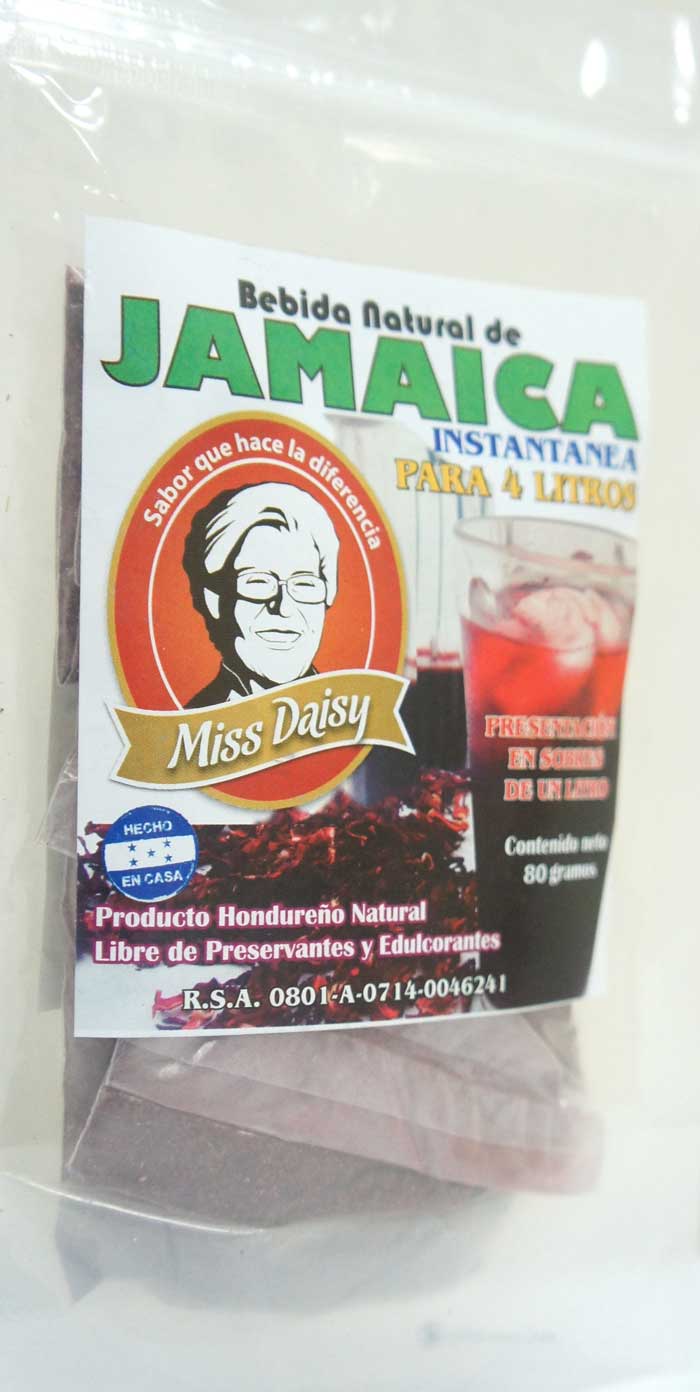 Bebida Natural de
JAMAICA
INSTANTANEA
PARA 4 LITROS
Sabor que hace la diferencia
Miss Daisy
PRESENTACIÓN
EN SOBRES
DE UN LITRO
Contenido neto
80 gramos
HECHO
EN CASA
Producto Hondureño Natural
Libre de Preservantes y Edulcorantes
R.S.A. 0801-A-0714-0046241